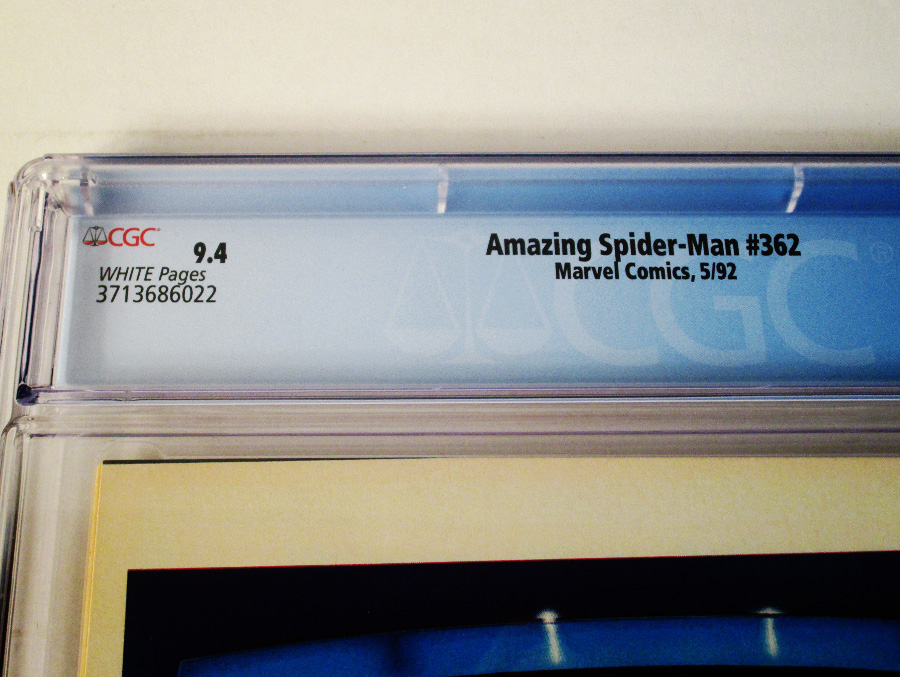 CGC®
9.4
WHITE Pages
3713686022
Amazing Spider-Man #362
Marvel Comics, 5/92
CGC®